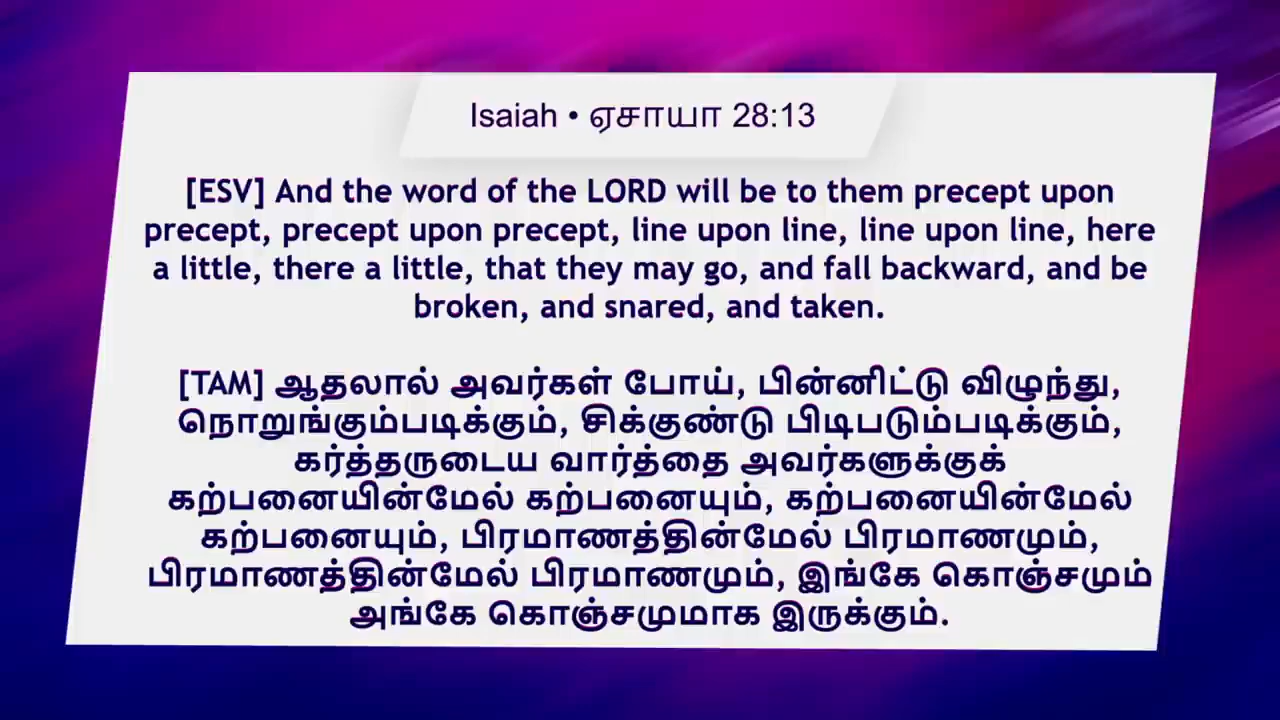 Isaiah • ஏசாயா 28:13
[ESV] And the word of the LORD will be to them precept upon
precept, precept upon precept, line upon line, line upon line, here
a little, there a little, that they may go, and fall backward, and be
broken, and snared, and taken.
[TAM] ஆதலால் அவர்கள் போய், பின்னிட்டு விழுந்து,
நொறுங்கும்படிக்கும், சிக்குண்டு பிடிபடும்படிக்கும்,
கர்த்தருடைய வார்த்தை அவர்களுக்குக்
கற்பனையின்மேல் கற்பனையும், கற்பனையின்மேல்
கற்பனையும், பிரமாணத்தின்மேல் பிரமாணமும்,
பிரமாணத்தின்மேல் பிரமாணமும், இங்கே கொஞ்சமும்
அங்கே கொஞ்சமுமாக இருக்கும்.